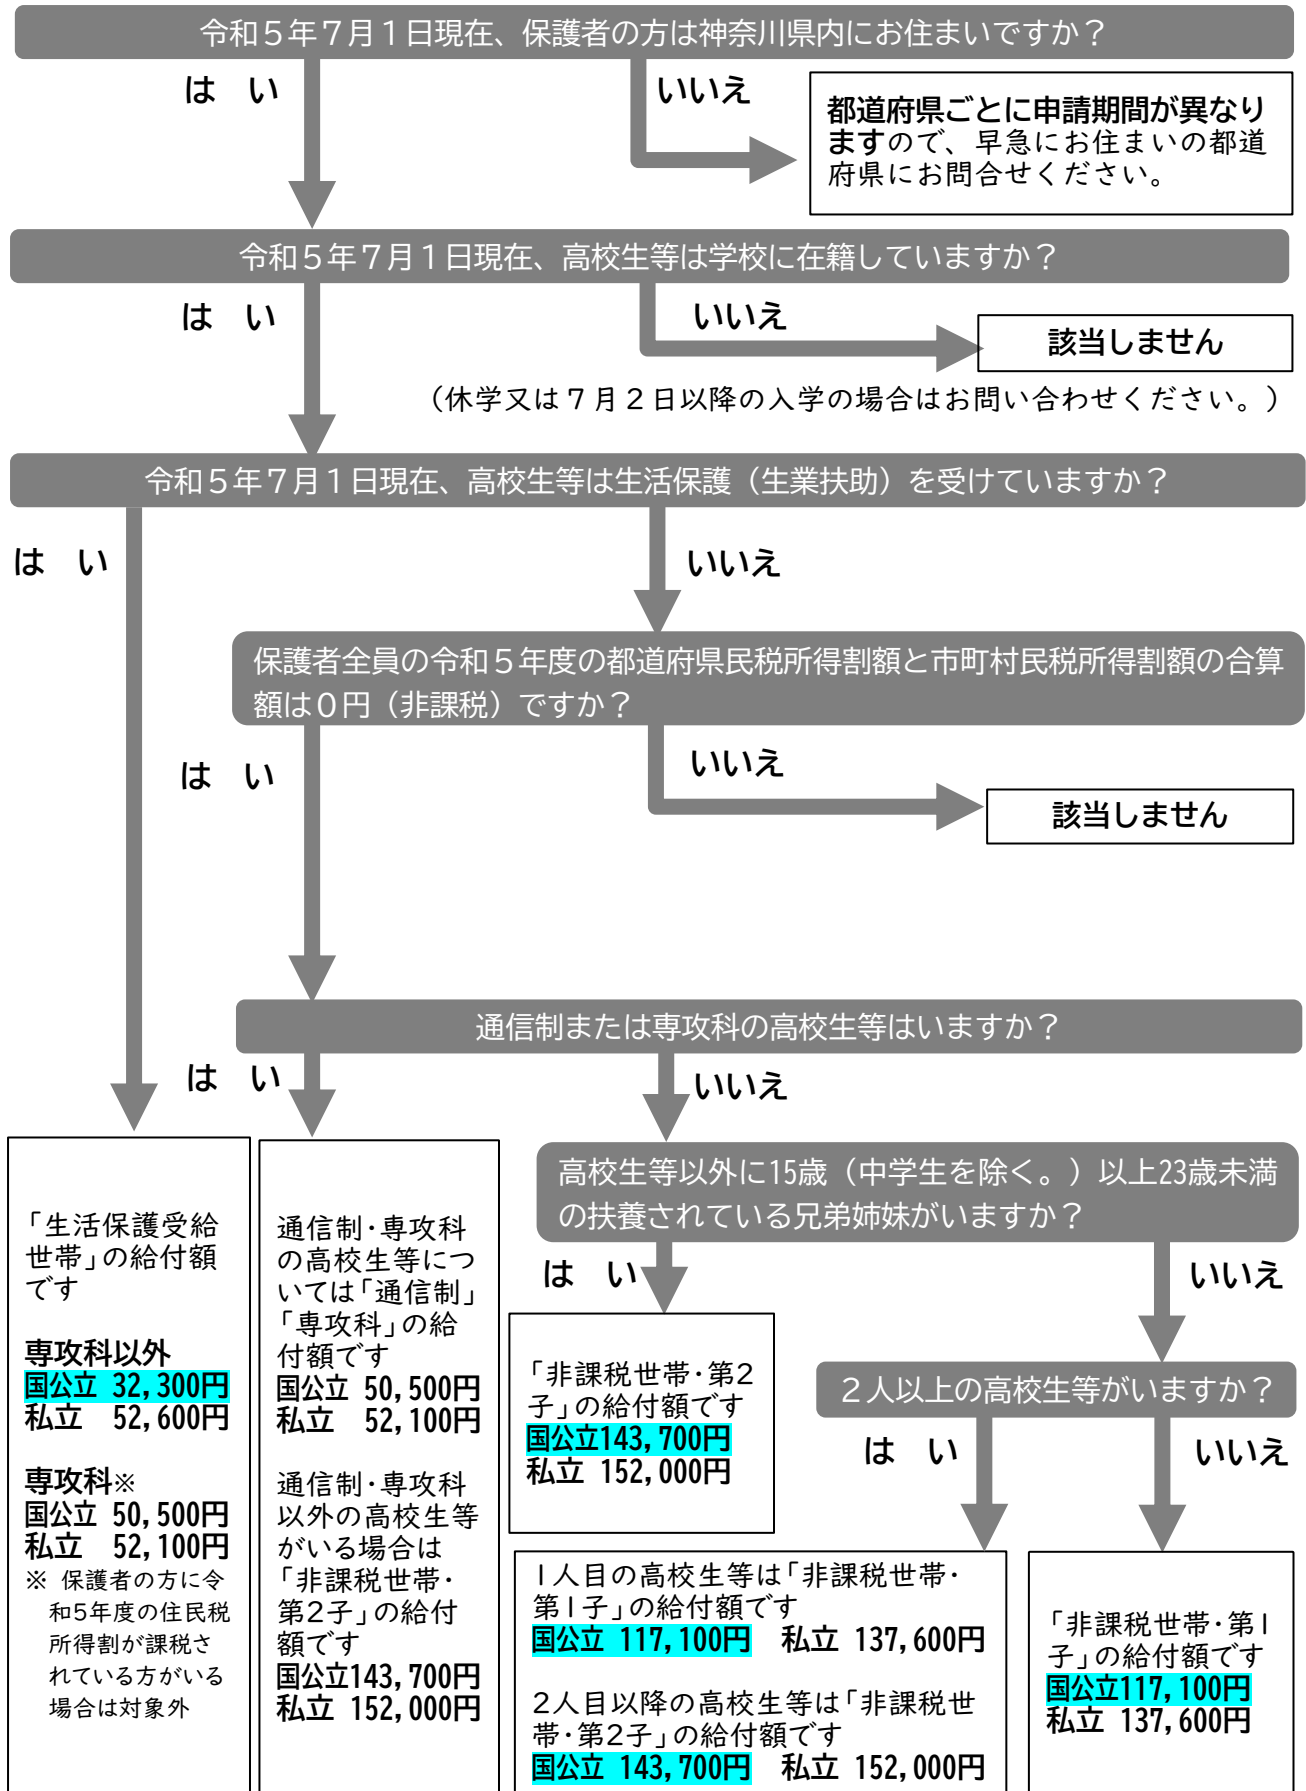 令和５年７月１日現在、保護者の方は神奈川県内にお住まいですか？
は　い
いいえ
都道府県ごとに申請期間が異なり
ますので、早急にお住まいの都道
府県にお問合せください。
令和５年７月１日現在、高校生等は学校に在籍していますか？
は　い
いいえ
該当しません
（休学又は７月２日以降の入学の場合はお問い合わせください。）
令和５年７月１日現在、高校生等は生活保護（生業扶助）を受けていますか？
は　い
いいえ
保護者全員の令和５年度の都道府県民税所得割額と市町村民税所得割額の合算
額は０円（非課税）ですか？
は　い
いいえ
該当しません
通信制または専攻科の高校生等はいますか？
は　い
いいえ
「生活保護受給
世帯」の給付額
です
専攻科以外
国公立 32,300円
私立　52,600円
専攻科※
国公立 50,500円
私立　52,100円
※ 保護者の方に令
和5年度の住民税
所得割が課税さ
れている方がいる
場合は対象外
通信制・専攻科
の高校生等につ
いては「通信制」
「専攻科」の給
付額です
国公立 50,500円
私立　52,100円
通信制・専攻科
以外の高校生等
がいる場合は
「非課税世帯・
第2子」の給付
額です
国公立143,700円
私立 152,000円
高校生等以外に15歳（中学生を除く。）以上23歳未満
の扶養されている兄弟姉妹がいますか？
は　い
いいえ
「非課税世帯・第2
子」の給付額です
国公立143,700円
私立 152,000円
２人以上の高校生等がいますか？
は　い
いいえ
1人目の高校生等は「非課税世帯・
第1子」の給付額です
国公立 117,100円　私立 137,600円
2人目以降の高校生等は「非課税世
帯・第2子」の給付額です
国公立 143,700円　私立 152,000円
「非課税世帯・第1
子」の給付額です
国公立117,100円
私立 137,600円